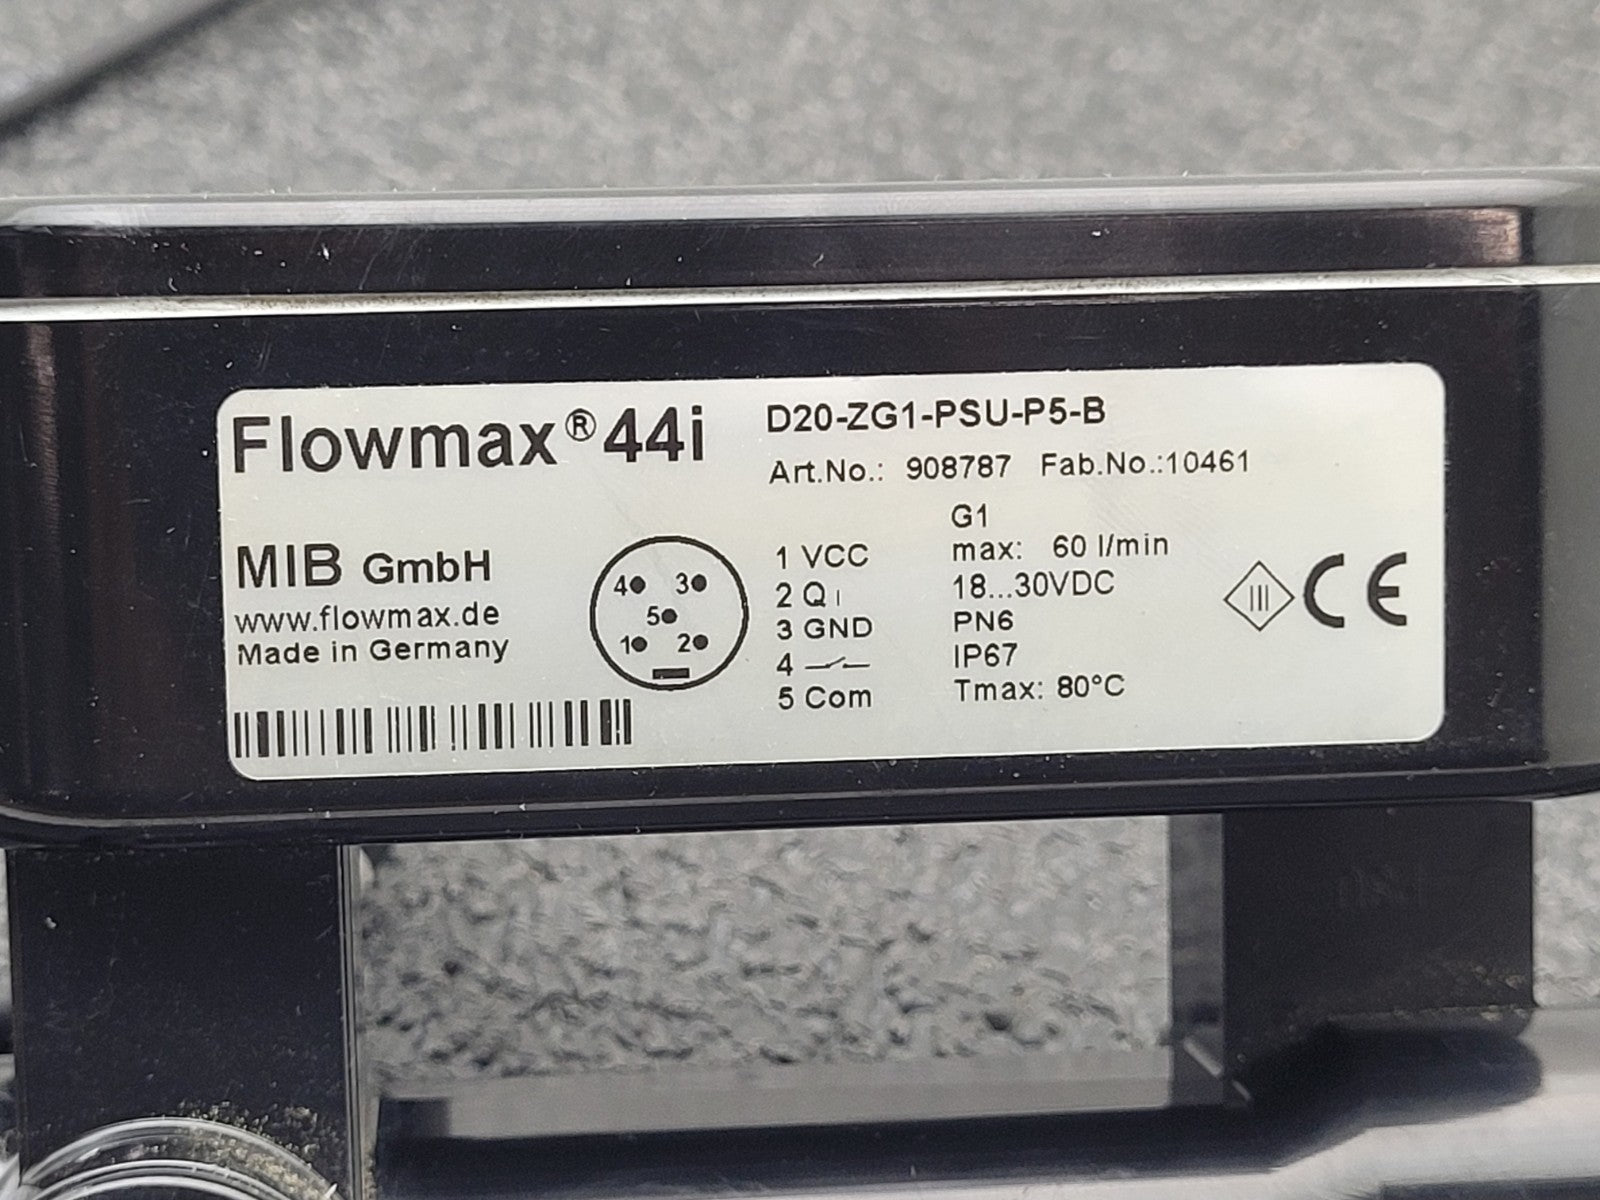 Flowmax®44i
D20-ZG1-PSU-P5-B
Art.No.: 908787 Fab.No.:10461
MIB GmbH
www.flowmax.de
Made in Germany
4 3
5
1 2
1 VCC
2 Q I
3 GND
4
5 Com
G1
max: 60 l/min
18...30VDC
PN6
IP67
Tmax: 80°C
III CE